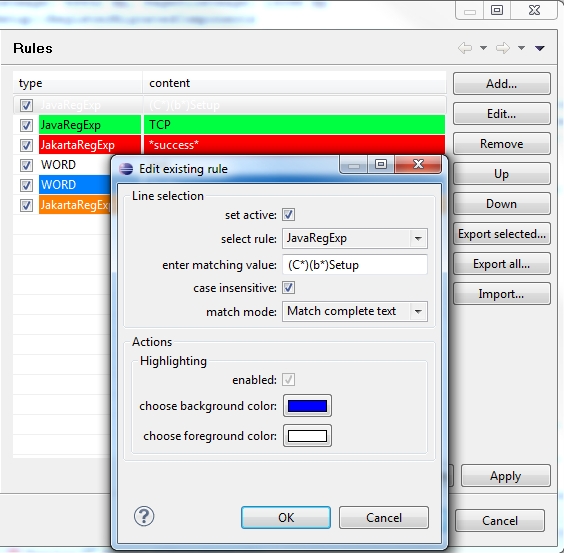 Rules
type content
JavaRegExp (C*)(b*)Setup
JavaRegExp TCP
JakartaRegExp *success*
WORD
WORD
JakartaRegExp
Add...
Edit...
Remove
Up
Down
Export selected...
Export all...
Import...
Edit existing rule
Line selection
set active:
select rule: JavaRegExp
enter matching value: (C*)(b*)Setup
case insensitive:
match mode: Match complete text
Actions
Highlighting
enabled:
choose background color:
choose foreground color:
OK Cancel
Apply
Cancel